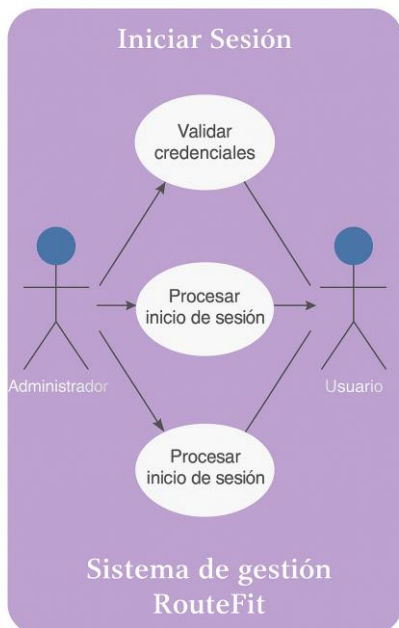 Iniciar Sesión
Validar
credenciales
Procesar
inicio de sesión
Administrador
Usuario
Procesar
inicio de sesión
Sistema de gestión
RouteFit